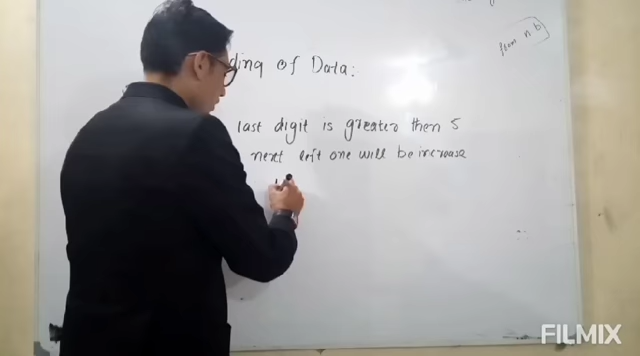 ding of Data:
last digit is greater then 5
next left one will be increase
FILMIX